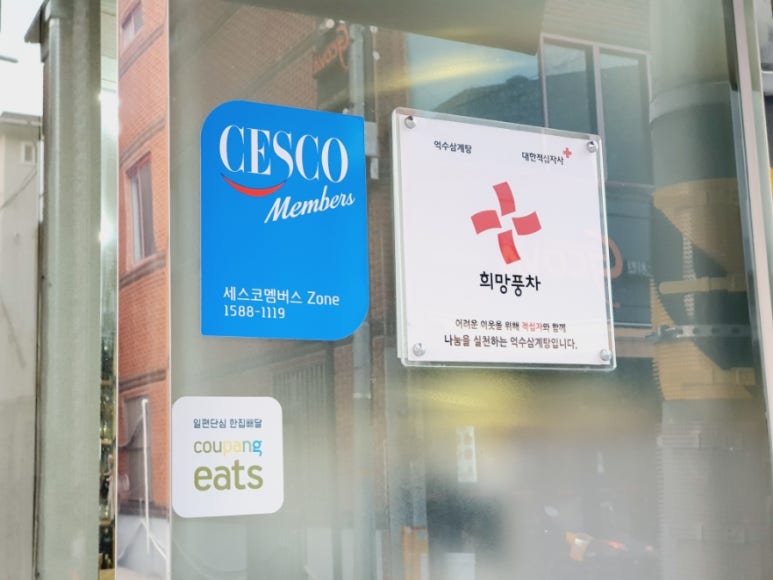 CESCO
Members
세스코멤버스 Zone
1588-1119
억수삼계탕
대한적십자사
희망풍차
어려운 이웃을 위해 적십자와 함께
나눔을 실천하는 억수삼계탕입니다.
일편단심 한집배달
coupang
eats